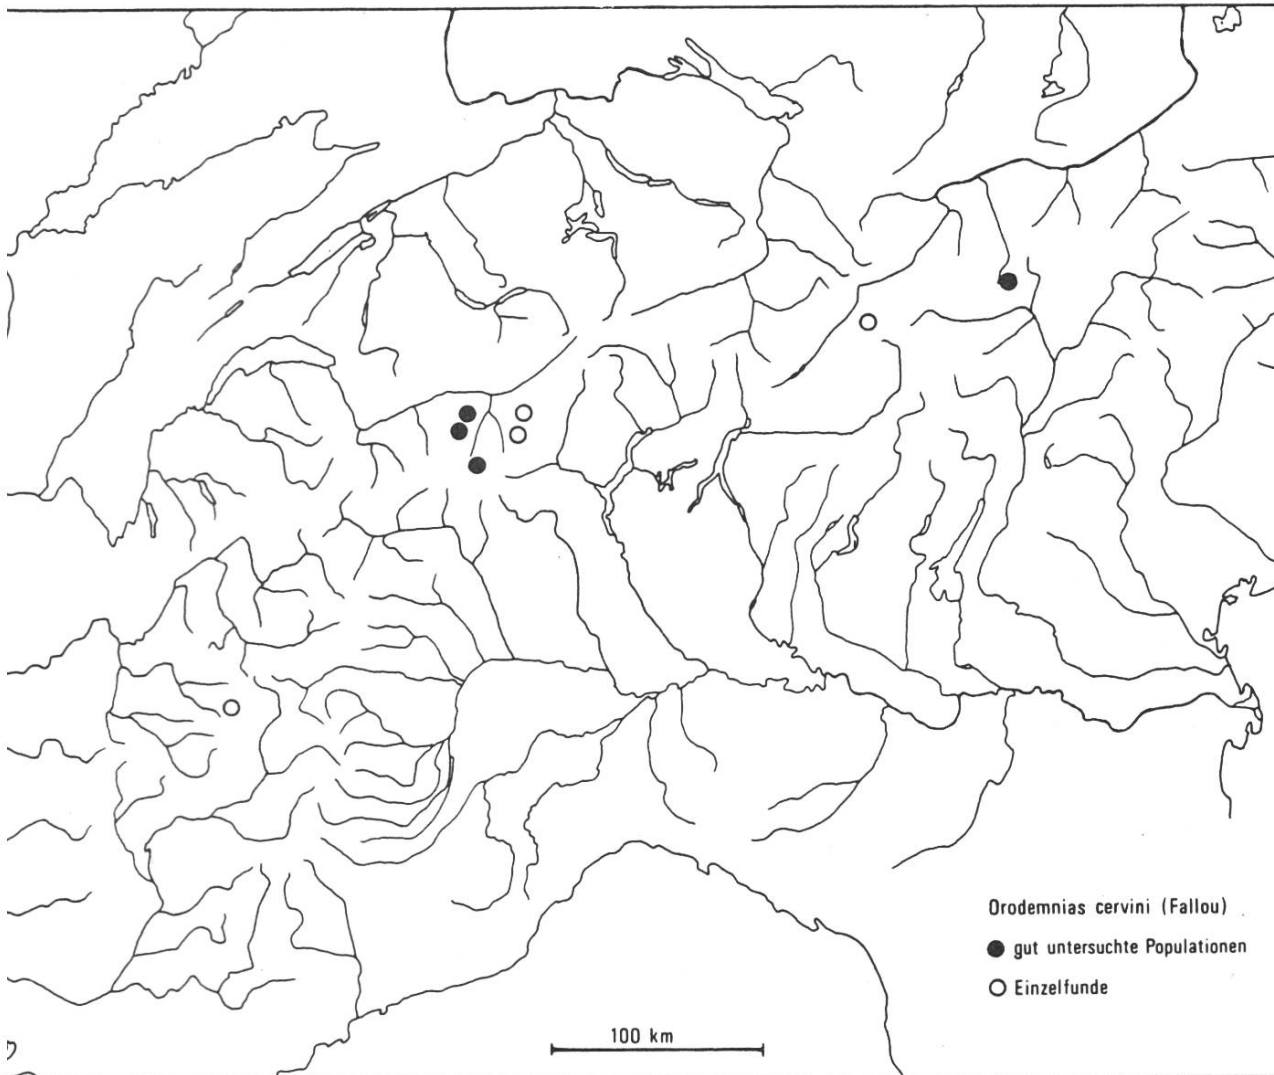 Orodemnias cervini (Fallou)
gut untersuchte Populationen
Einzelfunde
100 km